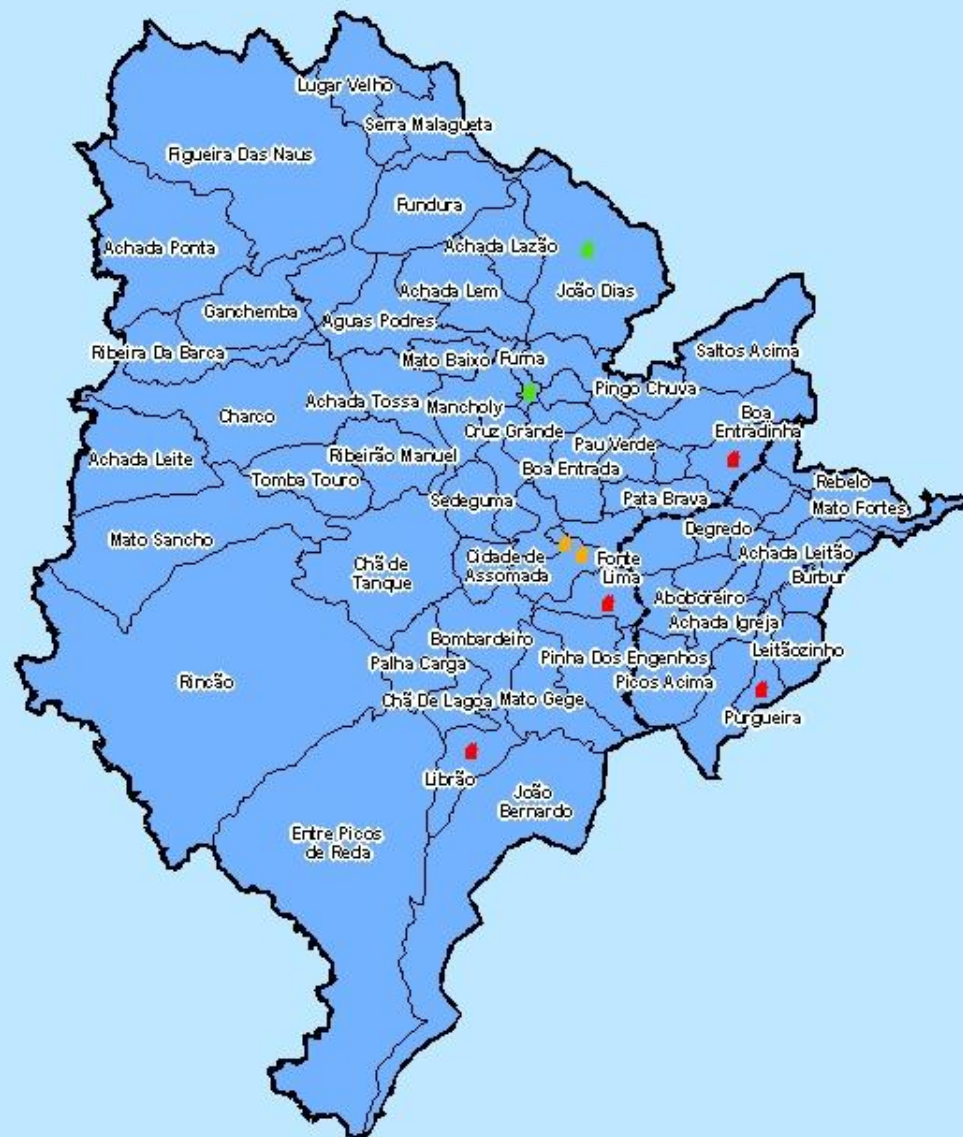 Lugar Velho
Serra Malagueta
Figueira Das Naus
Fundura
Achada Ponta
Achada Lazão
Achada Lem
João Dias
Ganchemba
Aguas Podres
Ribeira Da Barca
Mato Baixo
Furna
Saltos Acima
Pingo Chuva
Charco
Achada Tossa
Mancholy
Boa
Entradinha
Cruz Grande
Pau Verde
Achada Leite
Ribeirão Manuel
Boa Entrada
Tomba Touro
Rebelo
Sedeguma
Pata Brava
Mato Fortes
Mato Sancho
Degredo
Chã de
Tanque
Cidade de
Assomada
Fonte
Lima
Achada Leitão
Burbur
Aboboreiro
Achada Igreja
Bombardeiro
Leitãozinho
Rincão
Palha Carga
Pinha Dos Engenhos
Picos Acima
Chã De Lagoa
Mato Gege
Purgueira
Librão
João
Bernardo
Entre Picos
de Reda